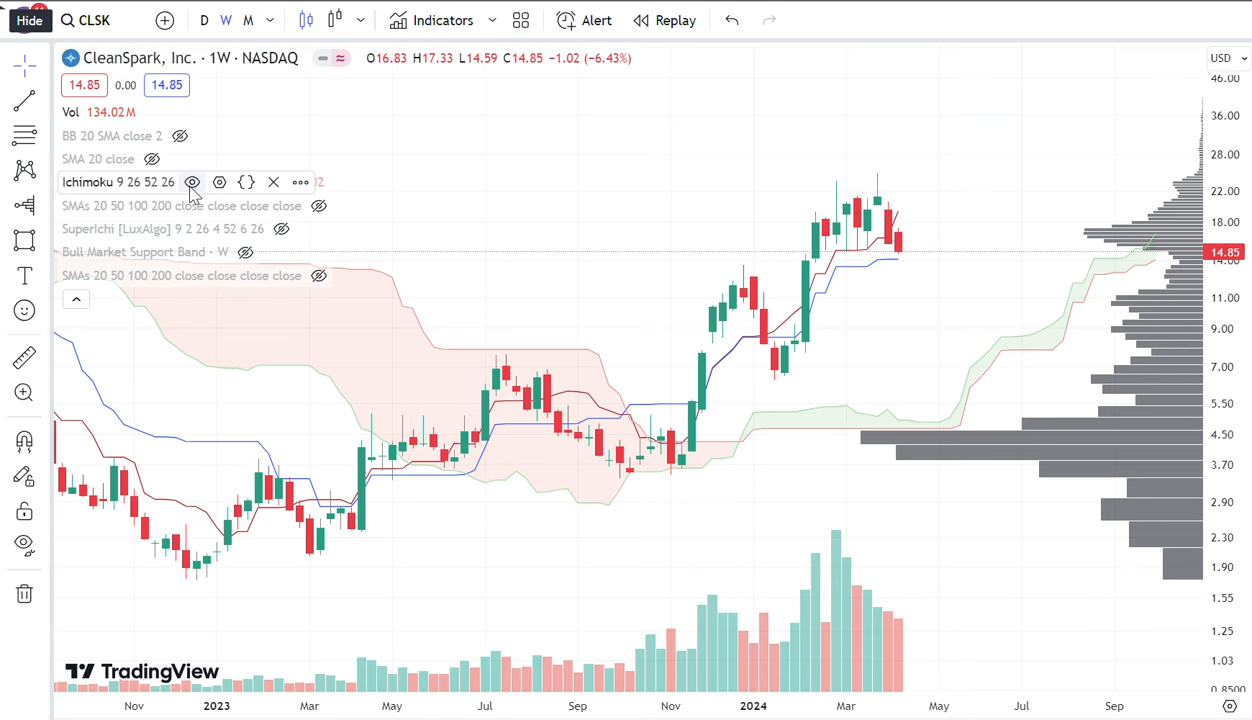 Hide
CLSK
D W M
Indicators
Alert
Replay
CleanSpark, Inc. · 1W · NASDAQ
O16.83 H17.33 L14.59 C14.85 −1.02 (−6.43%)
USD
14.85 0.00 14.85
Vol 134.02M
BB 20 SMA close 2
SMA 20 close
Ichimoku 9 26 52 26
SMAs 20 50 100 200 close close close close
SuperIchi [LuxAlgo] 9 2 26 4 52 6 26
Bull Market Support Band · W
SMAs 20 50 100 200 close close close close
46.00
36.00
28.00
22.00
18.00
14.85
14.00
11.00
9.00
7.00
5.50
4.50
3.70
2.90
2.30
1.90
1.55
1.25
1.03
0.8500
TradingView
Nov 2023 Mar May Jul Sep Nov 2024 Mar May Jul Sep